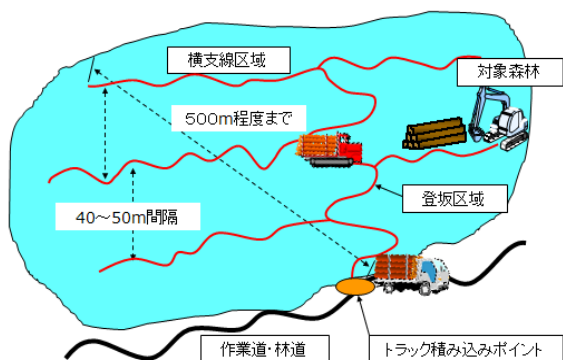 横支線区域
対象森林
500m程度まで
登坂区域
40～50m間隔
作業道・林道
トラック積み込みポイント